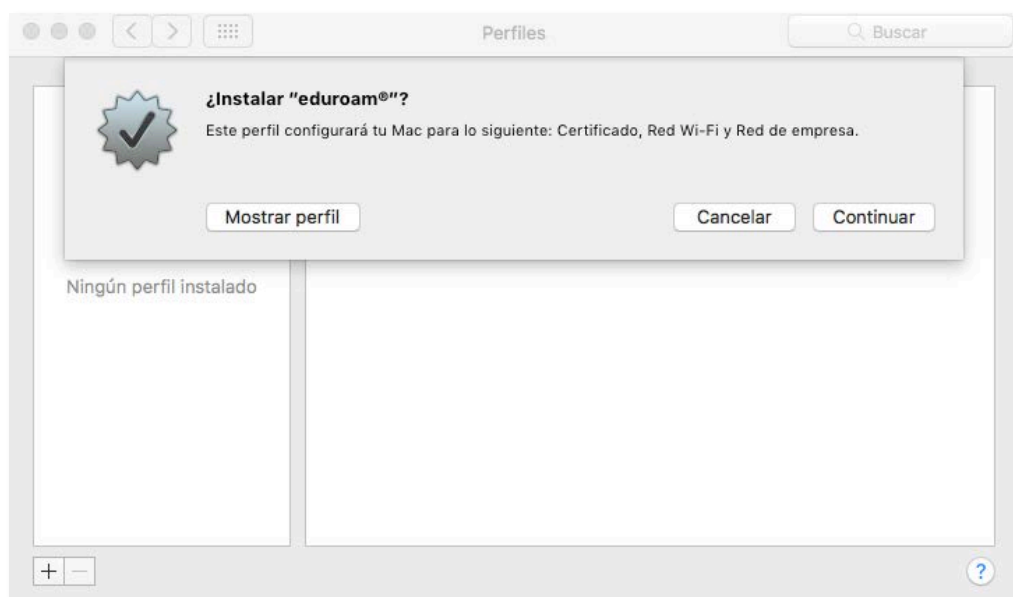 Perfiles
Buscar
¿Instalar "eduroam®"?
Este perfil configurará tu Mac para lo siguiente: Certificado, Red Wi-Fi y Red de empresa.
Mostrar perfil
Cancelar
Continuar
Ningún perfil instalado
?